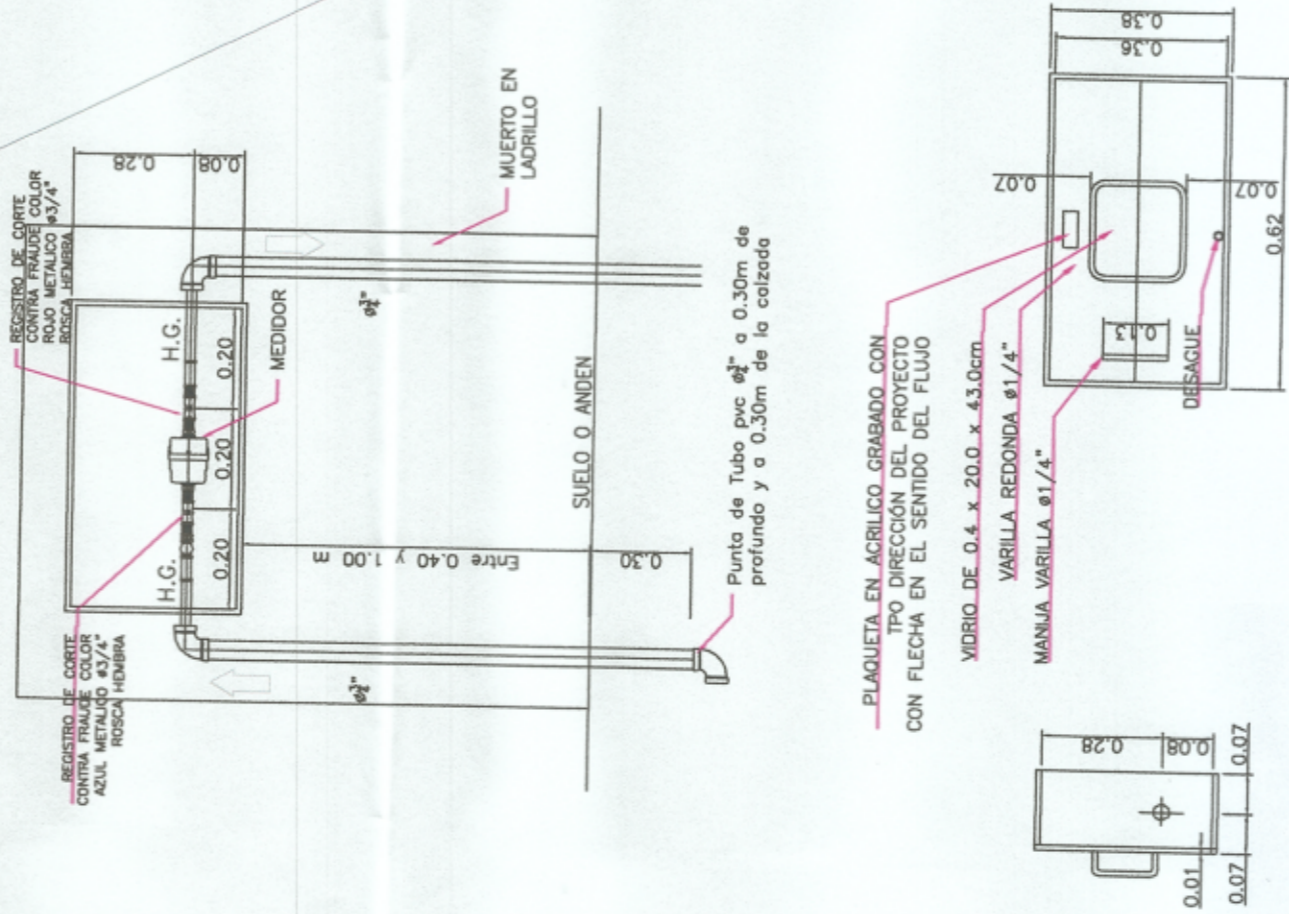 REGISTRO DE CORTE
CONTRA FRAUDE COLOR
ROJO METALICO ø3/4"
ROSCA HEMBRA
REGISTRO DE CORTE
CONTRA FRAUDE COLOR
AZUL METALICO ø3/4"
ROSCA HEMBRA
0.28
0.08
H.G.
H.G.
0.20
0.20
0.20
MEDIDOR
MUERTO EN
LADRILLO
ø3/4"
ø3/4"
Entre 0.40 y 1.00 m
SUELO O ANDEN
0.30
Punta de Tubo pvc ø3/4" a 0.30m de
profundo y a 0.30m de la calzada
PLAQUETA EN ACRILICO GRABADO CON
TPO DIRECCIÓN DEL PROYECTO
CON FLECHA EN EL SENTIDO DEL FLUJO
VIDRIO DE 0.4 x 20.0 x 43.0cm
VARILLA REDONDA ø1/4"
MANIJA VARILLA ø1/4"
DESAGUE
0.07
0.13
0.07
0.62
0.36
0.38
0.28
0.08
0.01
0.07
0.07